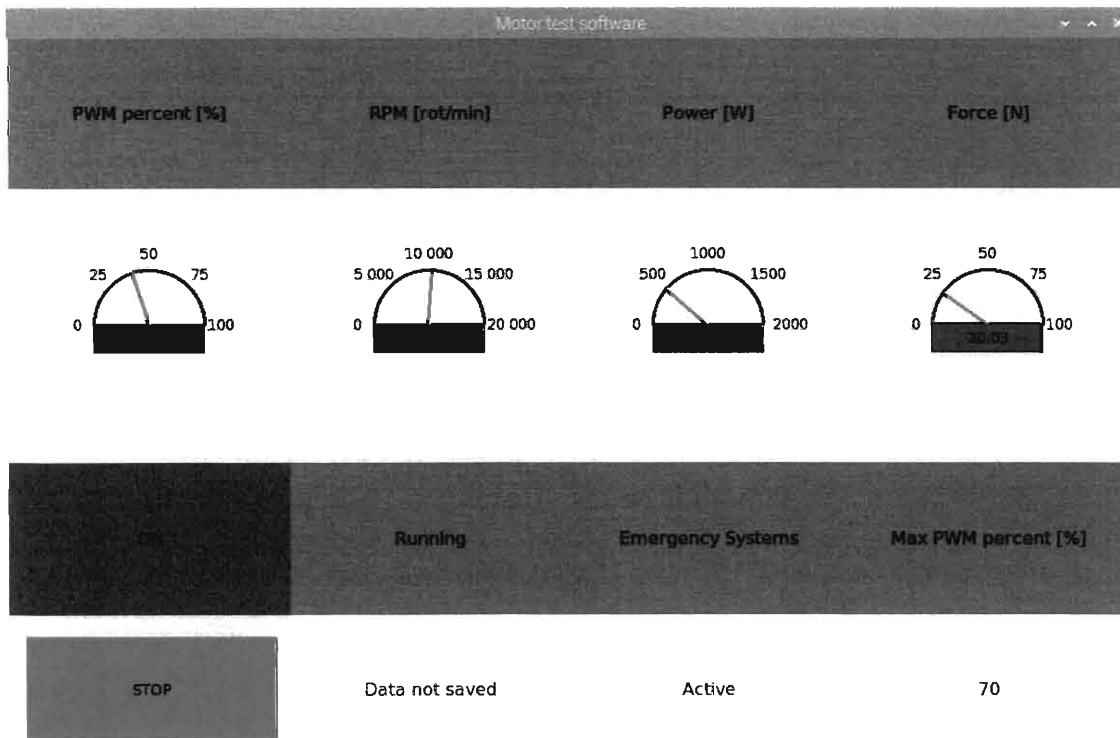 Motor test software
PWM percent [%]
RPM [rot/min]
Power [W]
Force [N]
50
25 75
0 100
10 000
5 000 15 000
0 20 000
1000
500 1500
0 2000
50
25 75
0 100
20.03
Running
Emergency Systems
Max PWM percent [%]
STOP
Data not saved
Active
70